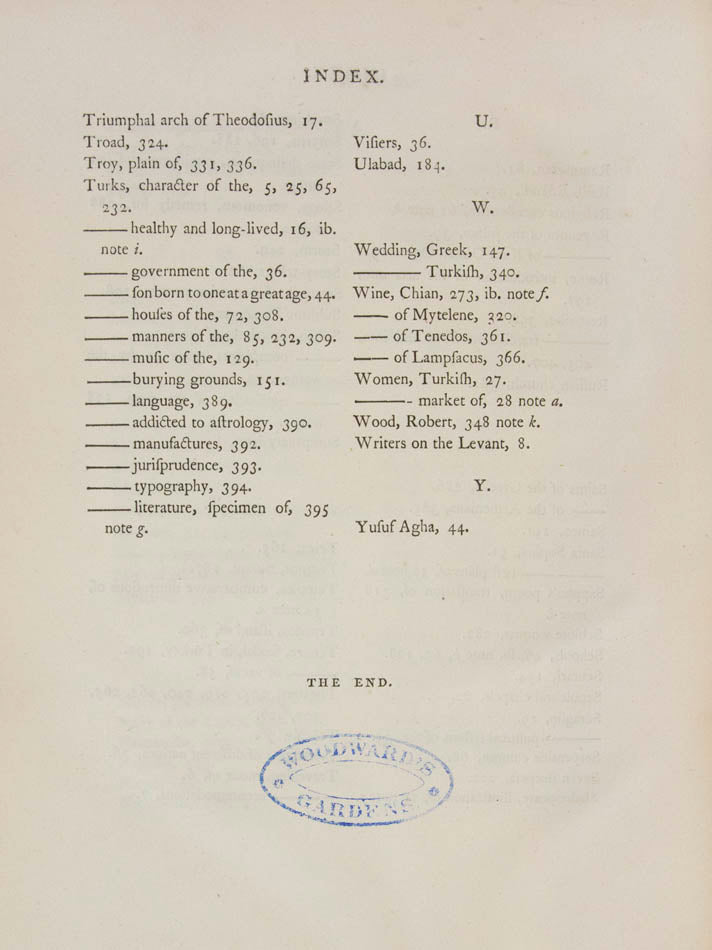 INDEX.
Triumphal arch of Theodoſius, 17.
Troad, 324.
Troy, plain of, 331, 336.
Turks, character of the, 5, 25, 65,
232.
——— healthy and long-lived, 16, ib.
note i.
——— government of the, 36.
——— ſon born to one at a great age, 44.
——— houſes of the, 72, 308.
——— manners of the, 85, 232, 309.
——— muſic of the, 129.
——— burying grounds, 151.
——— language, 389.
——— addicted to aſtrology, 390.
——— manufactures, 392.
——— juriſprudence, 393.
——— typography, 394.
——— literature, ſpecimen of, 395
note g.
U.
Viſiers, 36.
Ulabad, 184.
W.
Wedding, Greek, 147.
——— Turkiſh, 340.
Wine, Chian, 273, ib. note f.
—— of Mytelene, 320.
—— of Tenedos, 361.
—— of Lampſacus, 366.
Women, Turkiſh, 27.
———- market of, 28 note a.
Wood, Robert, 348 note k.
Writers on the Levant, 8.
Y.
Yuſuf Agha, 44.
THE END.
WOODWARD'S
GARDENS